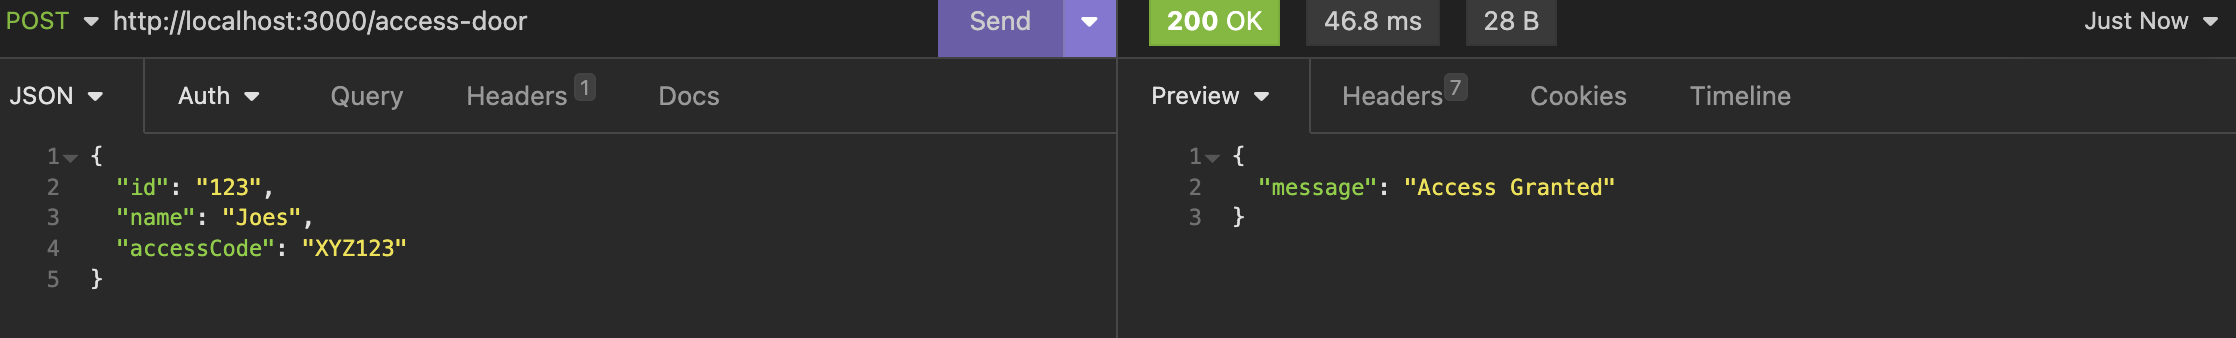 POST http://localhost:3000/access-door Send 200 OK 46.8 ms 28 B Just Now
JSON Auth Query Headers 1 Docs Preview Headers 7 Cookies Timeline
1 {
2 "id": "123",
3 "name": "Joes",
4 "accessCode": "XYZ123"
5 }
1 {
2 "message": "Access Granted"
3 }